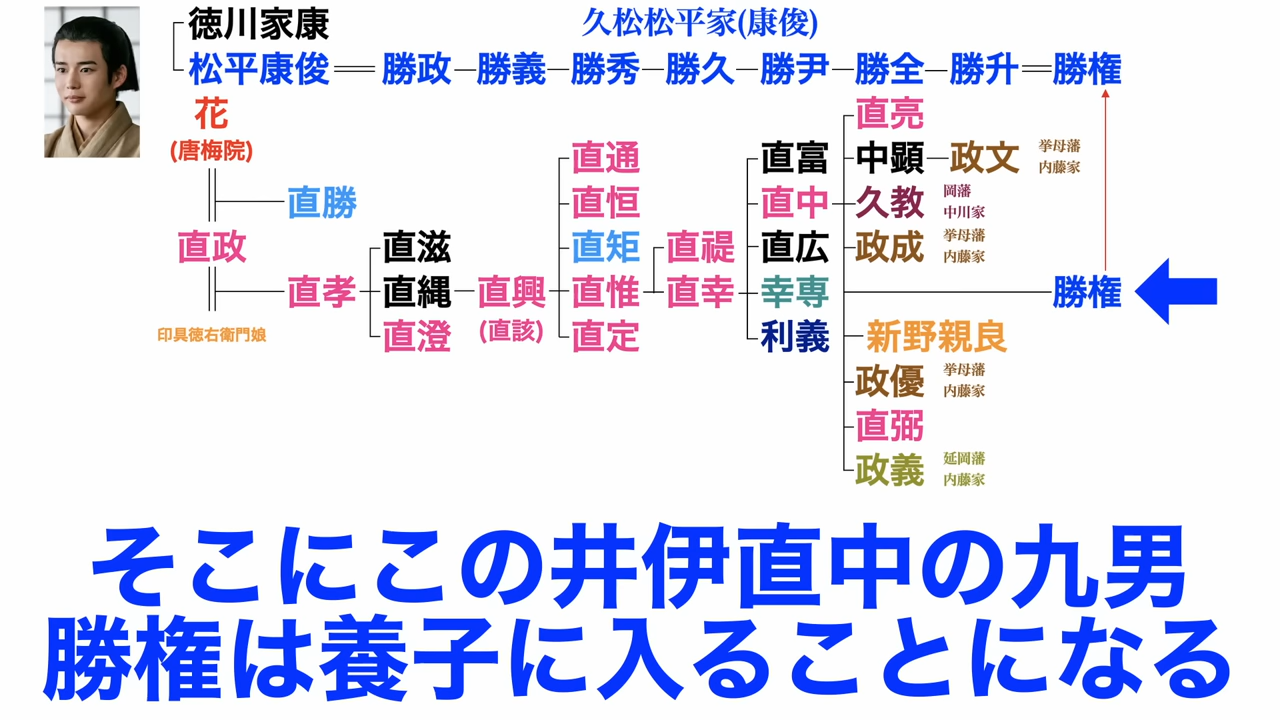 久松松平家(康俊)
徳川家康
松平康俊 勝政 勝義 勝秀 勝久 勝尹 勝全 勝升 勝権
花
(唐梅院)
直勝
直政
直孝
印具徳右衛門娘
直滋
直縄
直澄
直興
(直該)
直通
直恒
直矩
直惟
直定
直禔
直幸
直富
直中
直広
幸専
利義
直亮
中顕 政文 挙母藩
内藤家
久教 岡藩
中川家
政成 挙母藩
内藤家
勝権
新野親良
政優 挙母藩
内藤家
直弼
政義 延岡藩
内藤家
そこにこの井伊直中の九男
勝権は養子に入ることになる